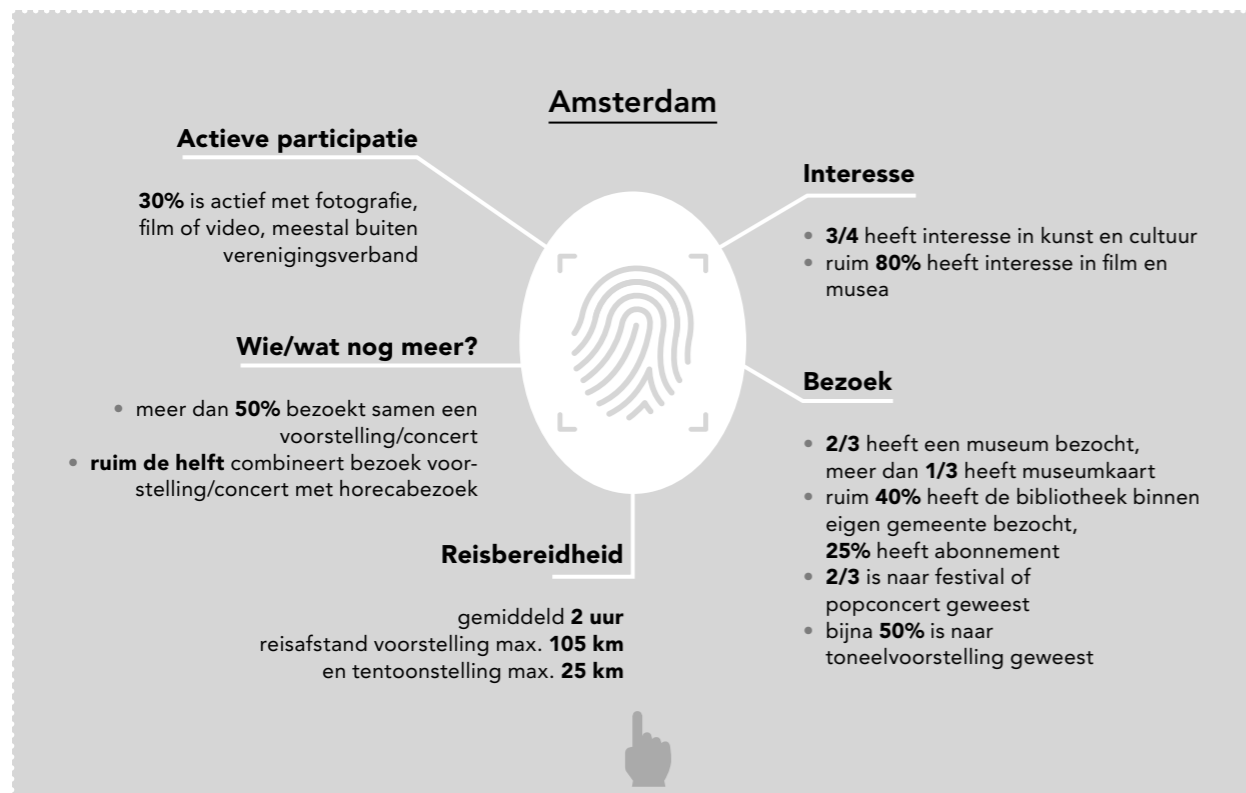 Amsterdam
Actieve participatie
30% is actief met fotografie,
film of video, meestal buiten
verenigingsverband
Wie/wat nog meer?
• meer dan 50% bezoekt samen een
voorstelling/concert
• ruim de helft combineert bezoek voor-
stelling/concert met horecabezoek
Reisbereidheid
gemiddeld 2 uur
reisafstand voorstelling max. 105 km
en tentoonstelling max. 25 km
Interesse
• 3/4 heeft interesse in kunst en cultuur
• ruim 80% heeft interesse in film en
musea
Bezoek
• 2/3 heeft een museum bezocht,
meer dan 1/3 heeft museumkaart
• ruim 40% heeft de bibliotheek binnen
eigen gemeente bezocht,
25% heeft abonnement
• 2/3 is naar festival of
popconcert geweest
• bijna 50% is naar
toneelvoorstelling geweest